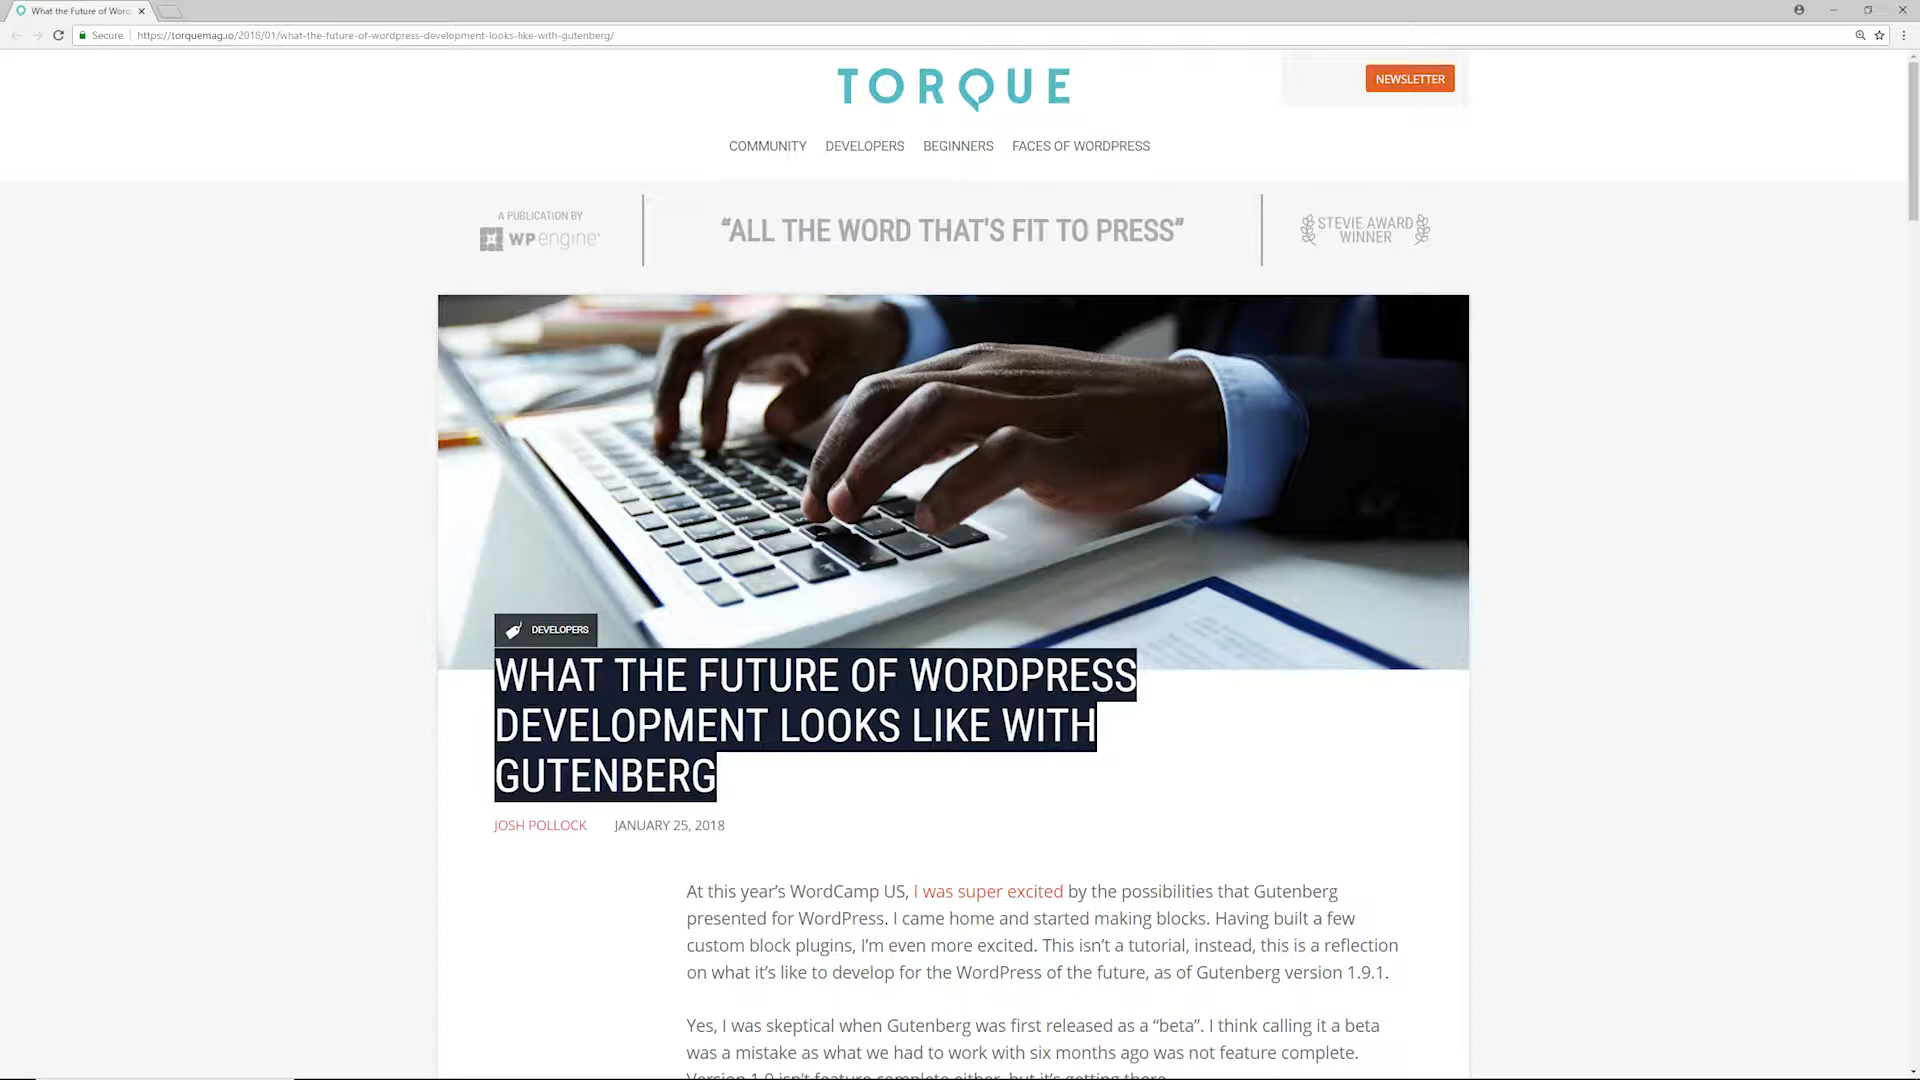 What the Future of Word
Secure
https://torquemag.io/2018/01/what-the-future-of-wordpress-development-looks-like-with-gutenberg/
TORQUE
NEWSLETTER
COMMUNITY DEVELOPERS BEGINNERS FACES OF WORDPRESS
A PUBLICATION BY
WPengine
“ALL THE WORD THAT'S FIT TO PRESS”
STEVIE AWARD
WINNER
DEVELOPERS
WHAT THE FUTURE OF WORDPRESS
DEVELOPMENT LOOKS LIKE WITH
GUTENBERG
JOSH POLLOCK JANUARY 25, 2018
At this year’s WordCamp US, I was super excited by the possibilities that Gutenberg
presented for WordPress. I came home and started making blocks. Having built a few
custom block plugins, I’m even more excited. This isn’t a tutorial, instead, this is a reflection
on what it’s like to develop for the WordPress of the future, as of Gutenberg version 1.9.1.
Yes, I was skeptical when Gutenberg was first released as a “beta”. I think calling it a beta
was a mistake as what we had to work with six months ago was not feature complete.
Version 1.9 isn’t feature complete either, but it’s getting there.